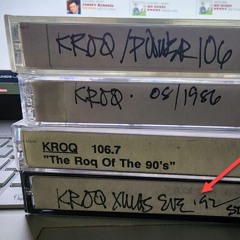 KROQ/POWER 106
KROQ · 08/1986
KROQ 106.7
"The Roq Of The 90's"
KROQ XMAS EVE '92